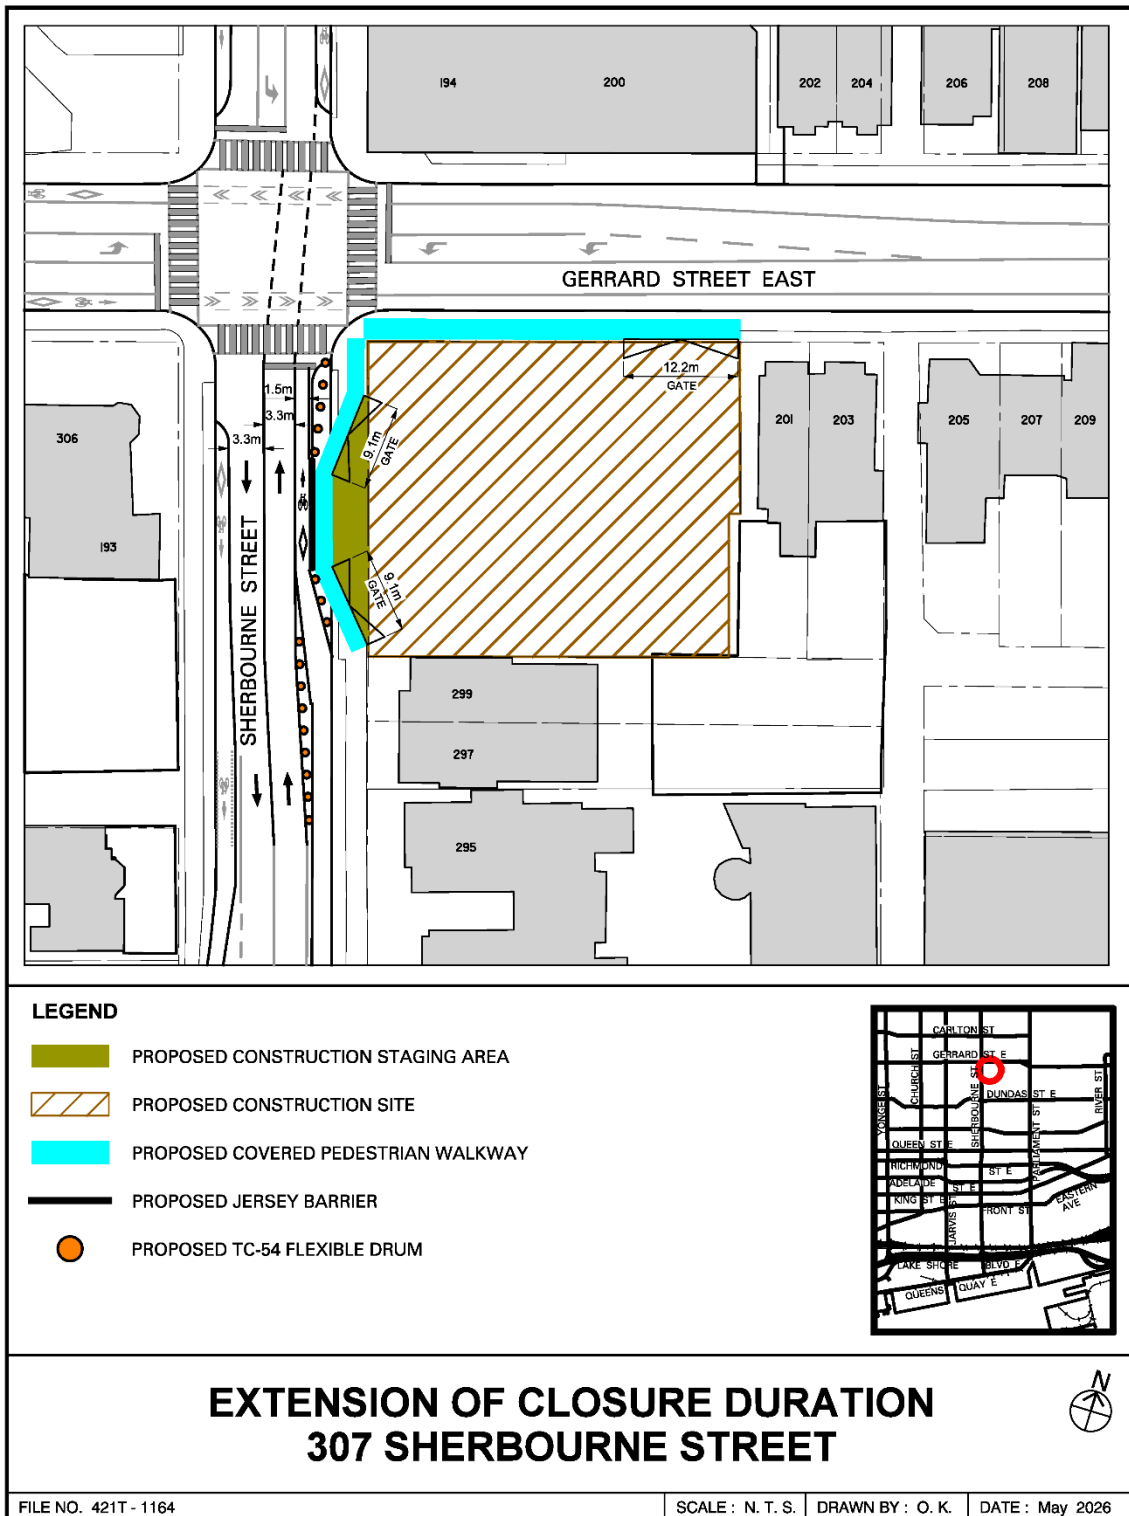 194
200
202
204
206
208
GERRARD STREET EAST
12.2m
GATE
1.5m
3.3m
3.3m
9.1m
GATE
9.1m
GATE
306
193
201
203
205
207
209
SHERBOURNE STREET
299
297
295
LEGEND
PROPOSED CONSTRUCTION STAGING AREA
PROPOSED CONSTRUCTION SITE
PROPOSED COVERED PEDESTRIAN WALKWAY
PROPOSED JERSEY BARRIER
PROPOSED TC-54 FLEXIBLE DRUM
CARLTON ST
GERRARD ST E
CHURCH ST
SHERBOURNE ST
DUNDAS ST E
RIVER ST
YONGE ST
PARLIAMENT ST
QUEEN ST E
RICHMOND ST E
ADELAIDE ST E
KING ST E
FRONT ST
EASTERN AVE
JARVIS ST
LAKE SHORE BLVD E
QUEENS QUAY E
EXTENSION OF CLOSURE DURATION
307 SHERBOURNE STREET
N
FILE NO. 421T - 1164
SCALE : N. T. S.
DRAWN BY : O. K.
DATE : May 2026